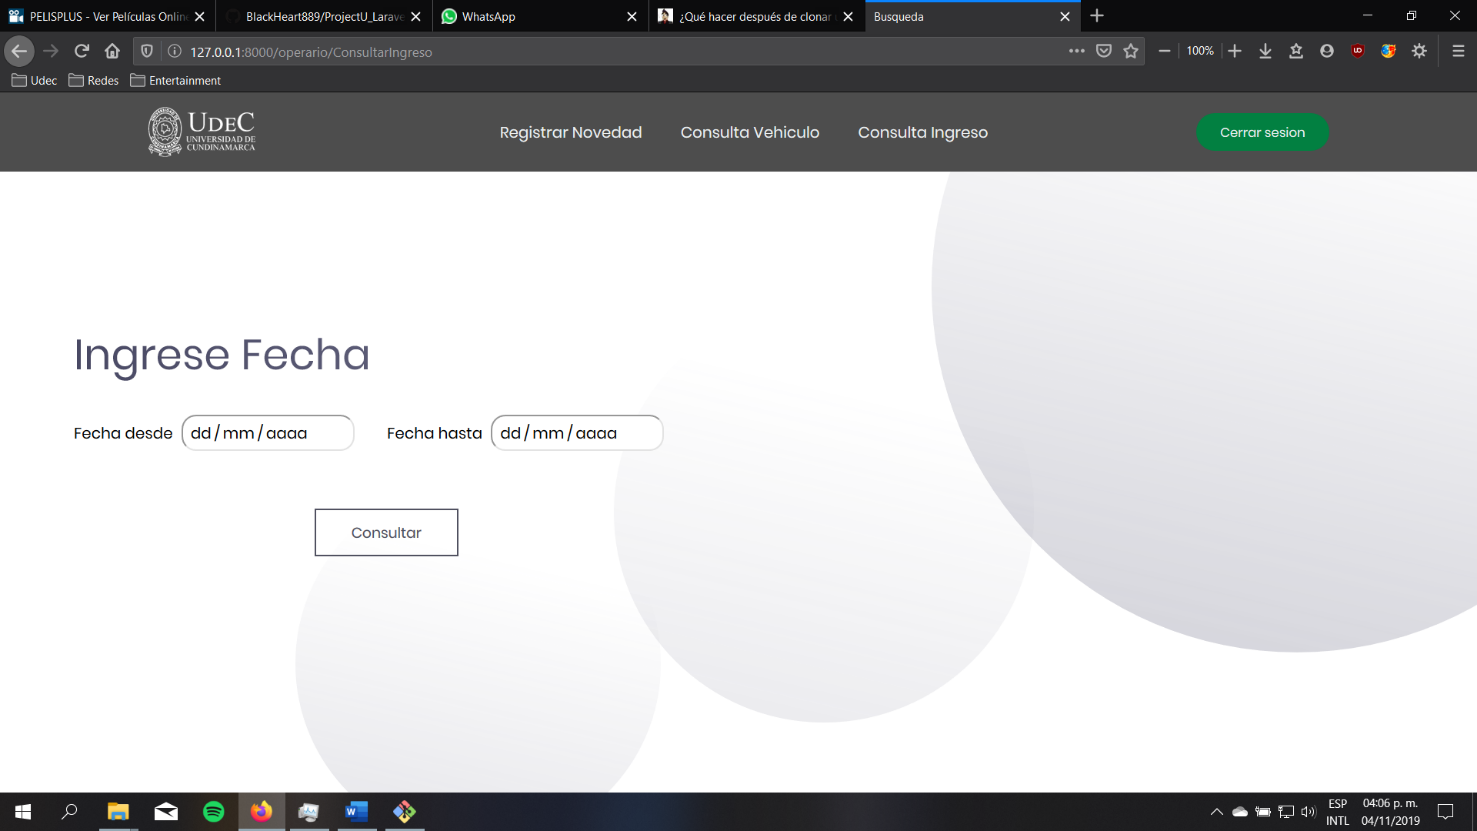 PELISPLUS - Ver Películas Onlin
BlackHeart889/ProjectU_Larave
WhatsApp
¿Qué hacer después de clonar
Busqueda
127.0.0.1:8000/operario/ConsultarIngreso
100%
Udec
Redes
Entertainment
UDEC
UNIVERSIDAD DE
CUNDINAMARCA
Registrar Novedad
Consulta Vehiculo
Consulta Ingreso
Cerrar sesion
Ingrese Fecha
Fecha desde dd/mm/aaaa Fecha hasta dd/mm/aaaa
Consultar
ESP
INTL
04:06 p. m.
04/11/2019